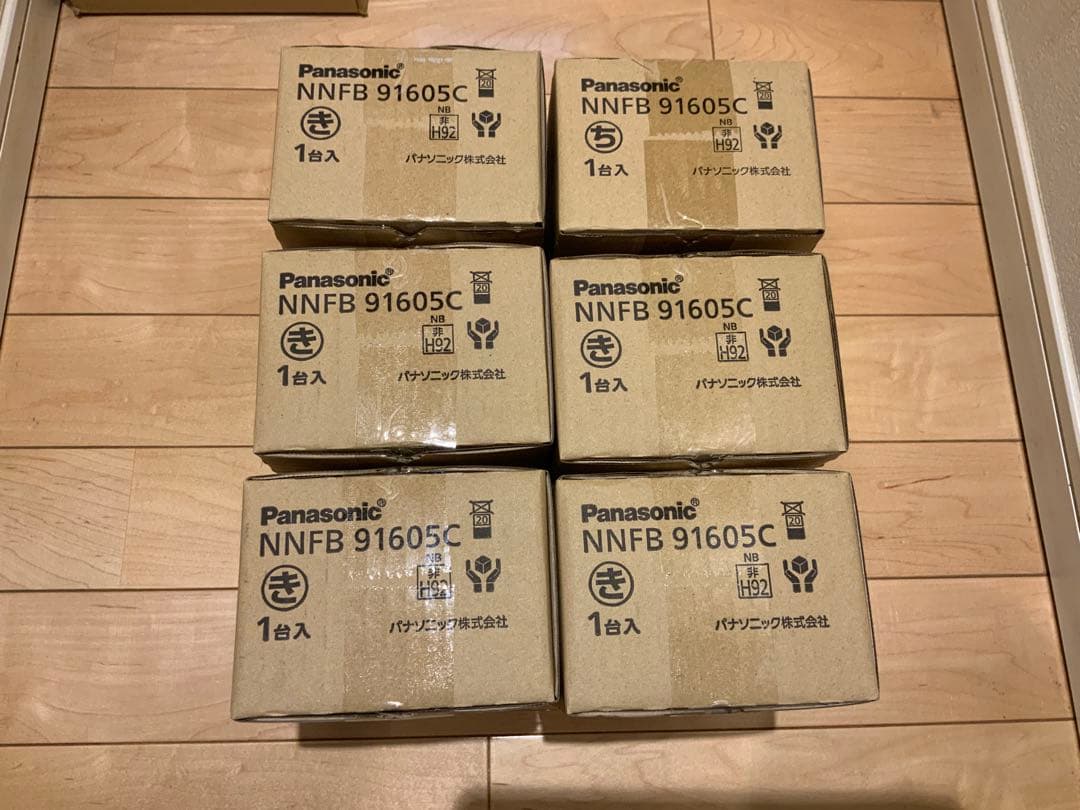 Panasonic®
NNFB 91605C
20
NB
き
非
H92
1台入
パナソニック株式会社
Panasonic®
NNFB 91605C
20
NB
ち
非
H92
1台入
パナソニック株式会社
Panasonic®
NNFB 91605C
20
NB
き
非
H92
1台入
パナソニック株式会社
Panasonic®
NNFB 91605C
20
NB
き
非
H92
1台入
パナソニック株式会社
Panasonic®
NNFB 91605C
20
NB
き
非
H92
1台入
パナソニック株式会社
Panasonic®
NNFB 91605C
20
NB
き
非
H92
1台入
パナソニック株式会社